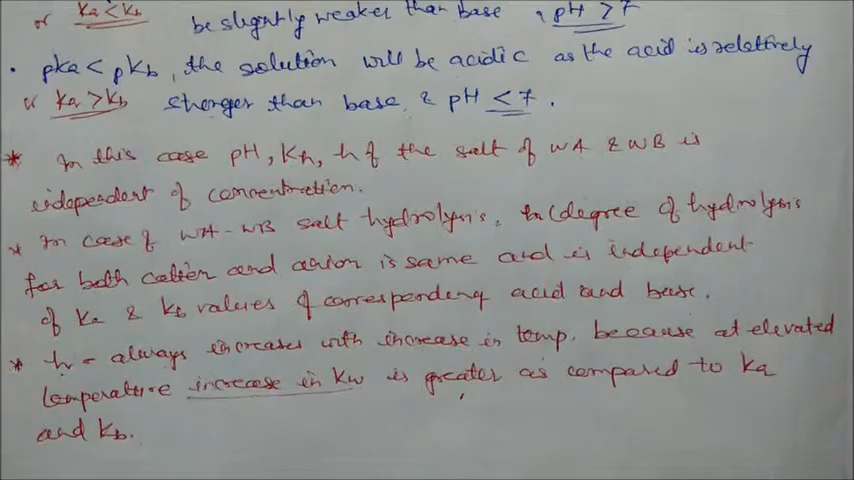 or Ka < Kb be slightly weaker than base , pH > 7
• pKa < pKb, the solution will be acidic as the acid is relatively
or Ka > Kb stronger than base & pH < 7.
* In this case pH, Kh, h of the salt of WA & WB is
independent of concentration.
* In case of WA-WB salt hydrolysis. (degree of hydrolysis
for both cation and anion is same and is independent
of Ka & Kb values of corresponding acid and base.
* h - always increases with increase in temp. because at elevated
temperature increase in Kw is greater as compared to Ka
and Kb.